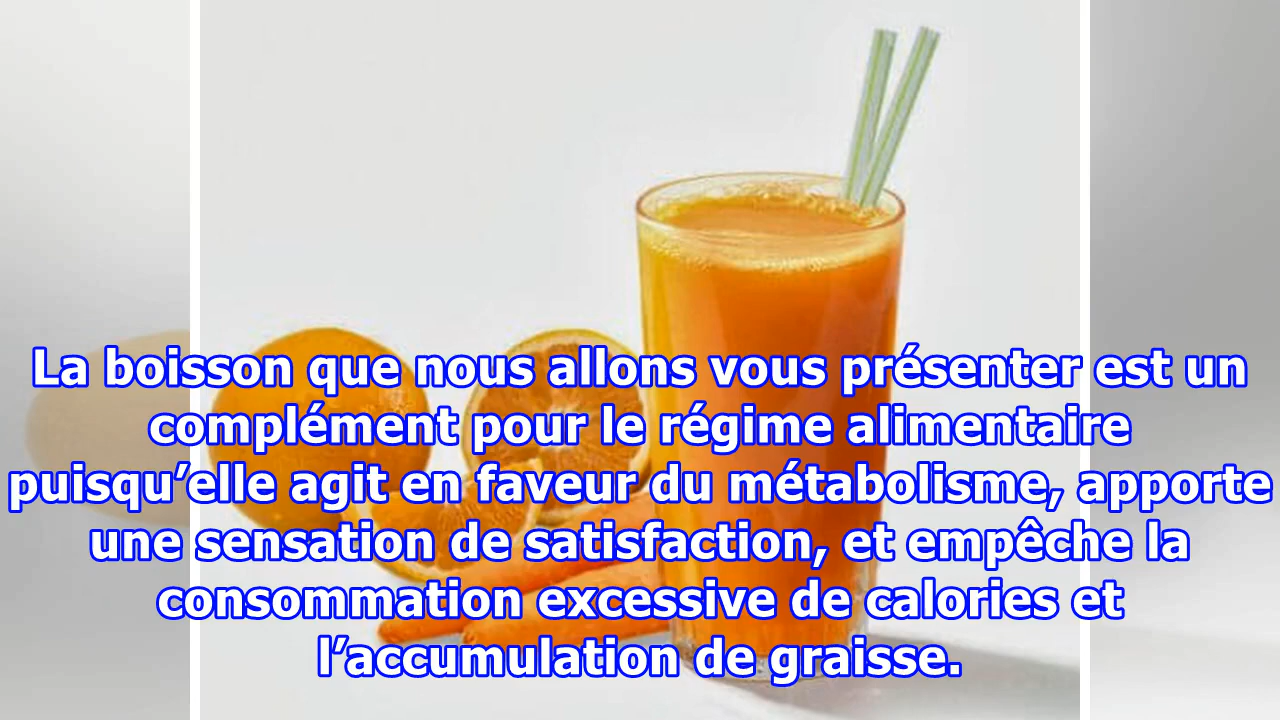 La boisson que nous allons vous présenter est un
complément pour le régime alimentaire
puisqu’elle agit en faveur du métabolisme, apporte
une sensation de satisfaction, et empêche la
consommation excessive de calories et
l’accumulation de graisse.